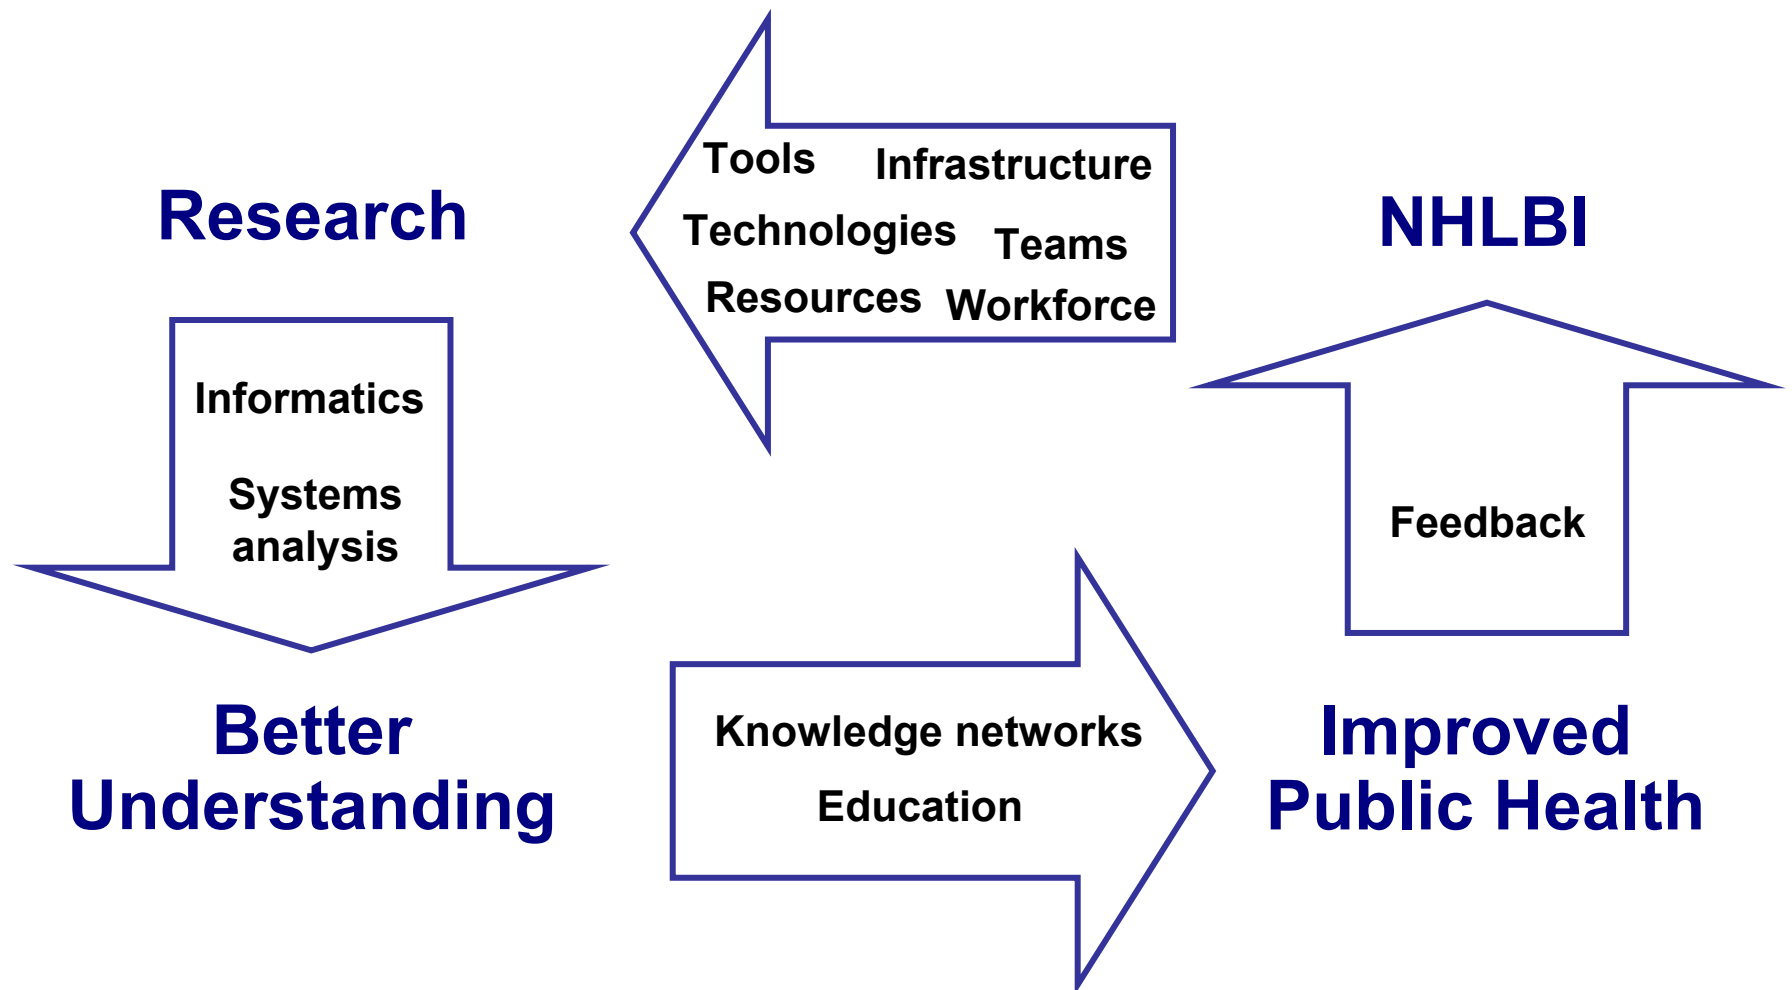 Research
Tools
Infrastructure
Technologies
Teams
Resources
Workforce
NHLBI
Informatics
Systems
analysis
Feedback
Better
Understanding
Knowledge networks
Education
Improved
Public Health